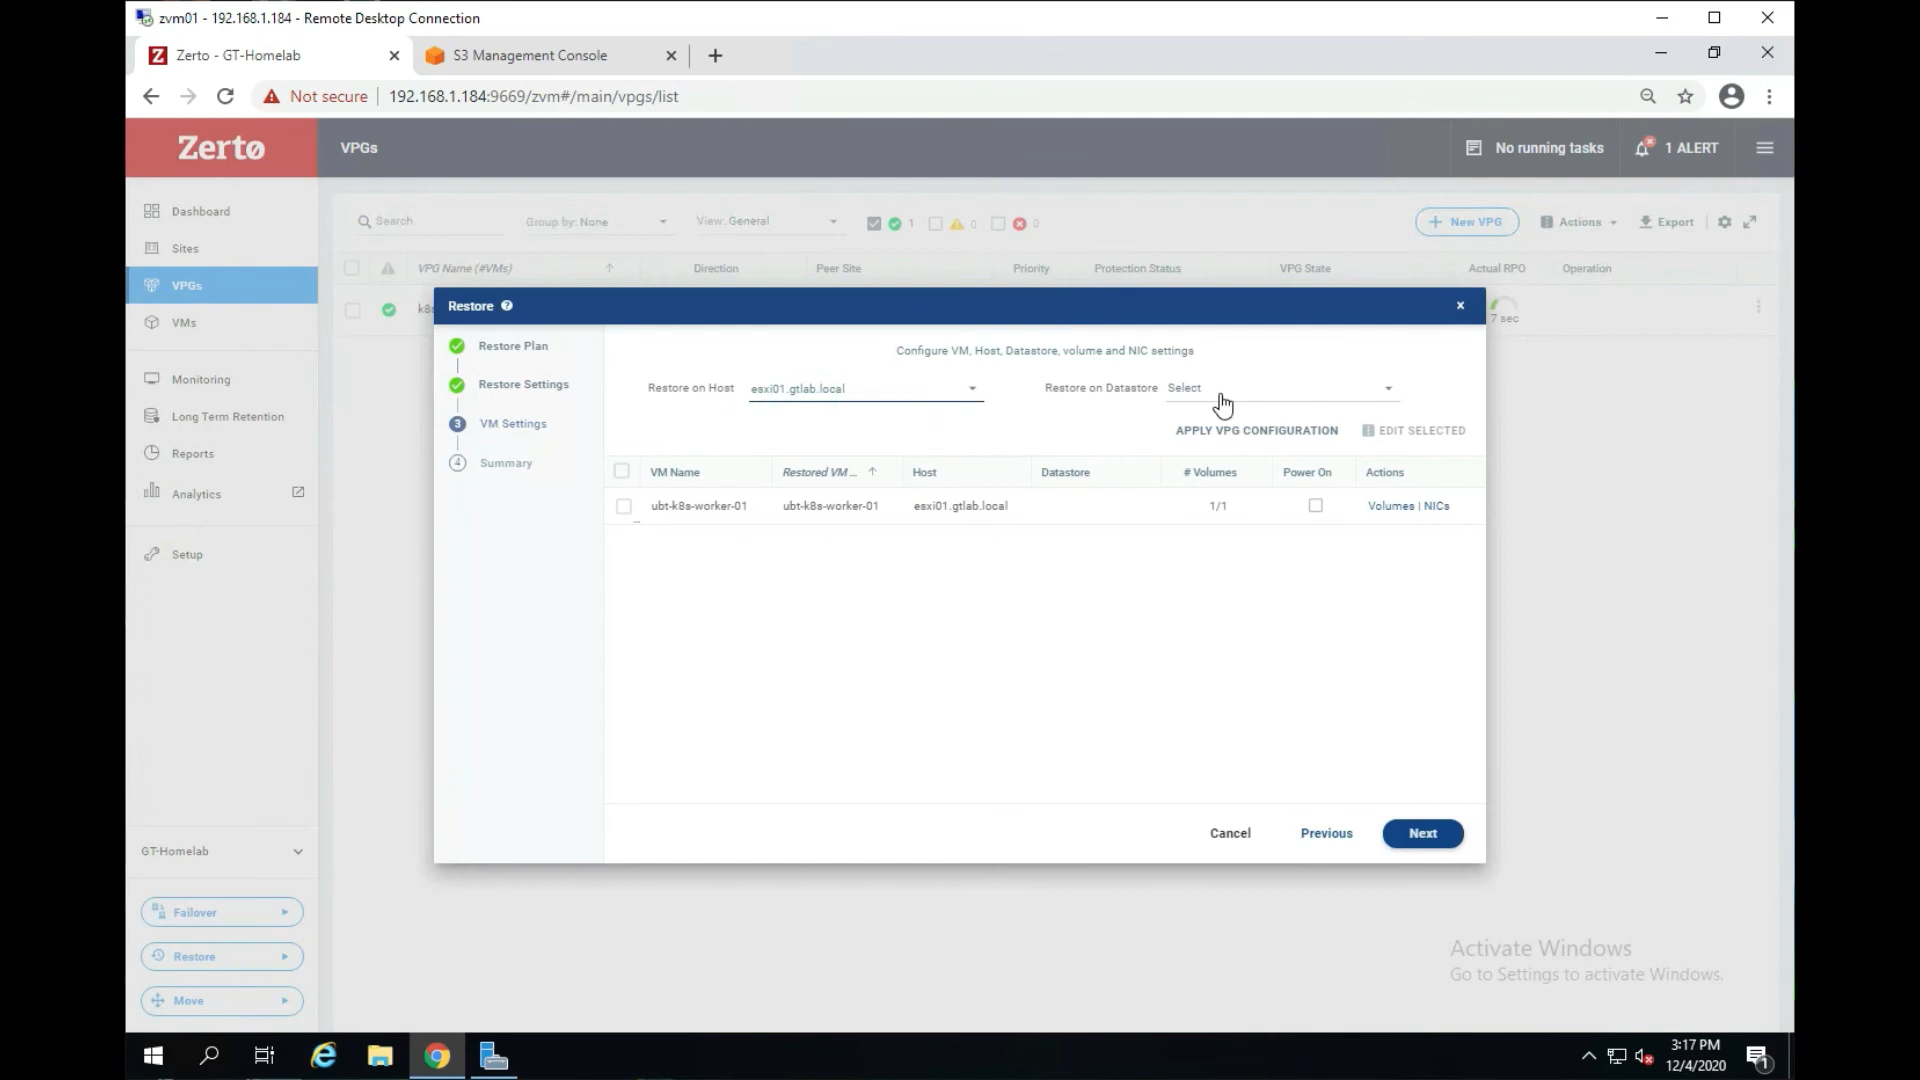 zvm01 - 192.168.1.184 - Remote Desktop Connection
Zerto - GT-Homelab
S3 Management Console
Not secure
192.168.1.184:9669/zvm#/main/vpgs/list
Zertø
VPGs
No running tasks
1 ALERT
Dashboard
Sites
VPGs
VMs
Monitoring
Long Term Retention
Reports
Analytics
Setup
GT-Homelab
Failover
Restore
Move
Search
Group by: None
View: General
1
0
0
New VPG
Actions
Export
VPG Name (#VMs)
Direction
Peer Site
Priority
Protection Status
VPG State
Actual RPO
Operation
7 sec
Restore
Restore Plan
Restore Settings
3 VM Settings
4 Summary
Configure VM, Host, Datastore, volume and NIC settings
Restore on Host
esxi01.gtlab.local
Restore on Datastore
Select
APPLY VPG CONFIGURATION
EDIT SELECTED
VM Name
Restored VM ...
Host
Datastore
# Volumes
Power On
Actions
ubt-k8s-worker-01
ubt-k8s-worker-01
esxi01.gtlab.local
1/1
Volumes | NICs
...
Cancel
Previous
Next
Activate Windows
Go to Settings to activate Windows.
3:17 PM
12/4/2020
1